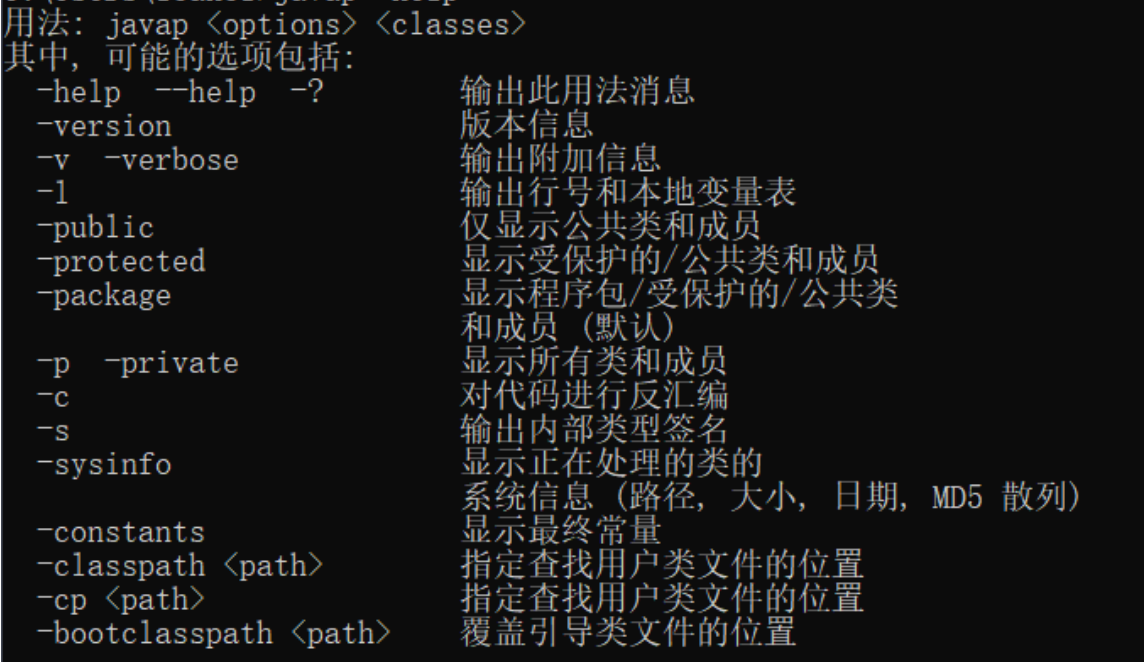 用法: javap <options> <classes>
其中, 可能的选项包括:
-help --help -? 输出此用法消息
-version 版本信息
-v -verbose 输出附加信息
-l 输出行号和本地变量表
-public 仅显示公共类和成员
-protected 显示受保护的/公共类和成员
-package 显示程序包/受保护的/公共类
和成员 (默认)
-p -private 显示所有类和成员
-c 对代码进行反汇编
-s 输出内部类型签名
-sysinfo 显示正在处理的类的
系统信息 (路径, 大小, 日期, MD5 散列)
-constants 显示最终常量
-classpath <path> 指定查找用户类文件的位置
-cp <path> 指定查找用户类文件的位置
-bootclasspath <path> 覆盖引导类文件的位置